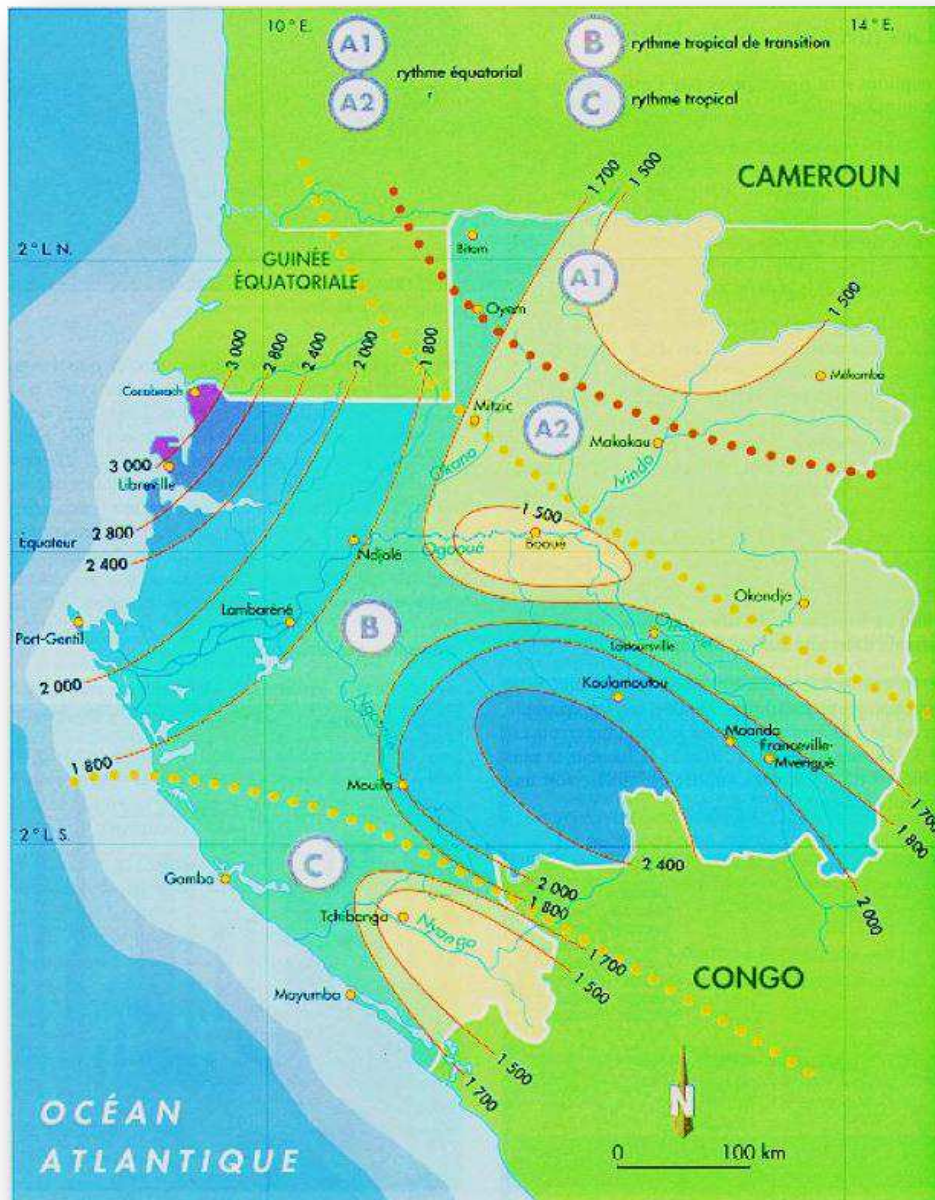 10° E.
14° E.
A1
A2
rythme équatorial
B
rythme tropical de transition
C
rythme tropical
1 700
1 500
CAMEROUN
2° L. N.
GUINÉE
ÉQUATORIALE
Bitam
A1
Oyem
1 500
3 000
2 800
2 400
2 000
1 800
Cocobeach
Mékambo
Mitzic
A2
Makokou
Okano
Ivindo
3 000
Libreville
1 500
2 800
Équateur
2 400
Ndjolé
Ogooué
Booué
Okondja
Lambaréné
B
Port-Gentil
Lastoursville
2 000
Koulamoutou
Ngounié
Moanda
Franceville-
Mvengué
1 800
Mouila
1 700
1 800
2° L. S.
C
2 400
2 000
2 000
Gamba
1 800
Tchibanga
Nyanga
1 700
1 500
CONGO
Mayumba
1 500
1 700
N
OCÉAN
ATLANTIQUE
0
100 km